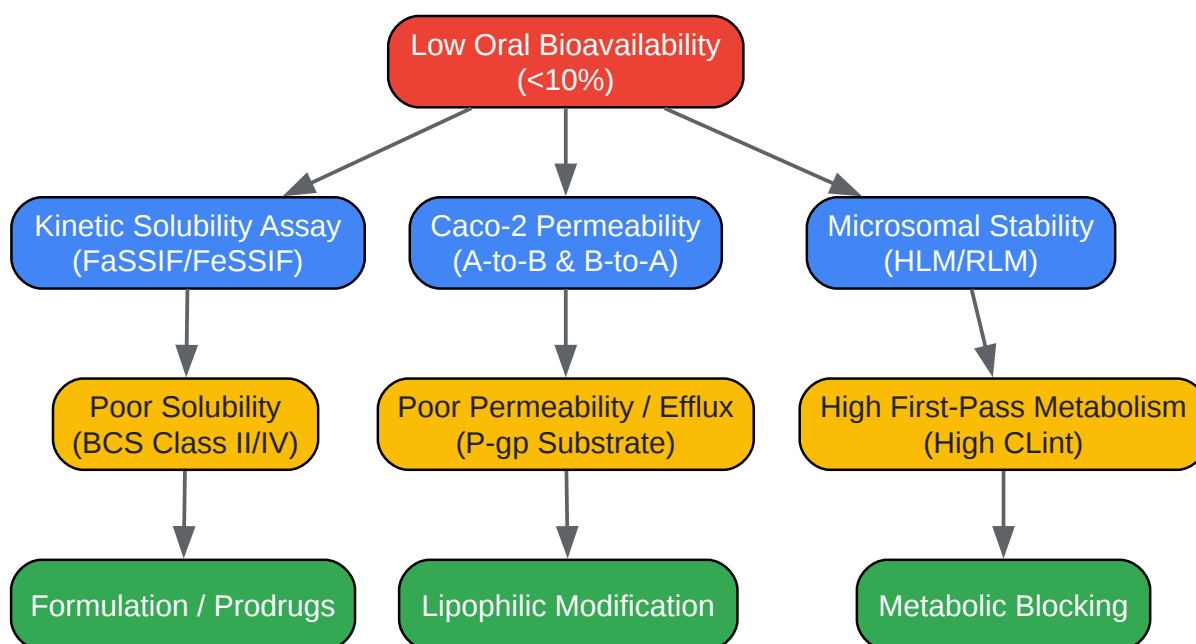 Low Oral Bioavailability
(<10%)
Kinetic Solubility Assay
(FaSSIF/FeSSIF)
Caco-2 Permeability
(A-to-B & B-to-A)
Microsomal Stability
(HLM/RLM)
Poor Solubility
(BCS Class II/IV)
Poor Permeability / Efflux
(P-gp Substrate)
High First-Pass Metabolism
(High CLint)
Formulation / Prodrugs
Lipophilic Modification
Metabolic Blocking